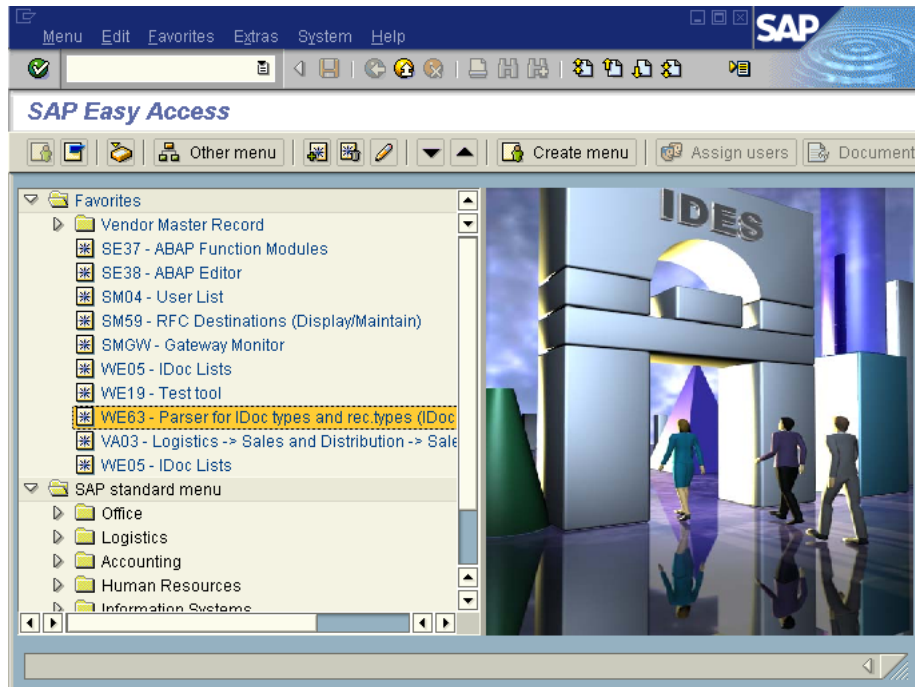 Menu Edit Favorites Extras System Help
SAP
SAP Easy Access
Other menu Create menu Assign users Document
Favorites
Vendor Master Record
SE37 - ABAP Function Modules
SE38 - ABAP Editor
SM04 - User List
SM59 - RFC Destinations (Display/Maintain)
SMGW - Gateway Monitor
WE05 - IDoc Lists
WE19 - Test tool
WE63 - Parser for IDoc types and rec.types (IDoc
VA03 - Logistics -> Sales and Distribution -> Sale
WE05 - IDoc Lists
SAP standard menu
Office
Logistics
Accounting
Human Resources
Information Systems
IDES